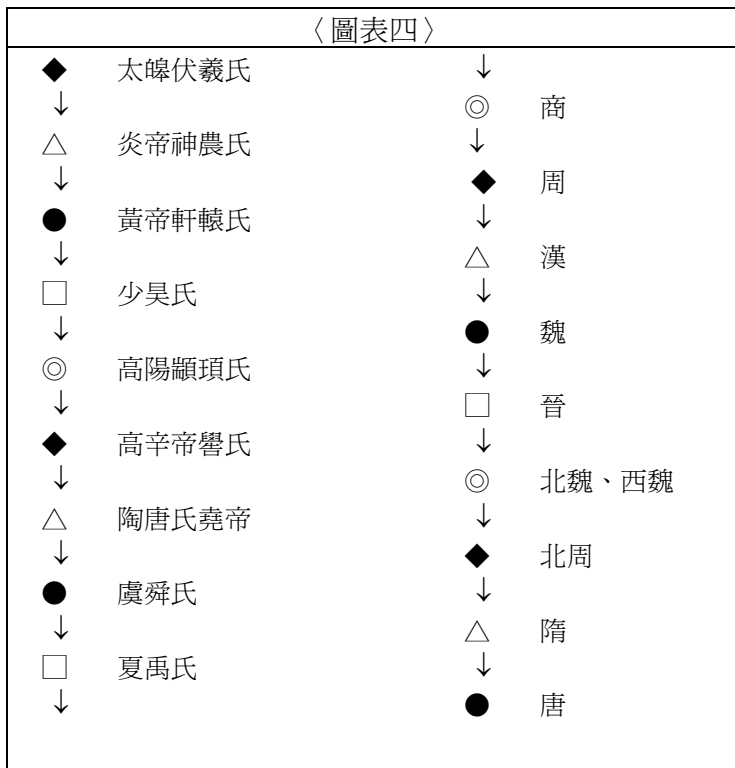 〈圖表四〉
◆ 太皞伏羲氏
↓
△ 炎帝神農氏
↓
● 黃帝軒轅氏
↓
□ 少昊氏
↓
◎ 高陽顓頊氏
↓
◆ 高辛帝嚳氏
↓
△ 陶唐氏堯帝
↓
● 虞舜氏
↓
□ 夏禹氏
↓
↓
◎ 商
↓
◆ 周
↓
△ 漢
↓
● 魏
↓
□ 晉
↓
◎ 北魏、西魏
↓
◆ 北周
↓
△ 隋
↓
● 唐